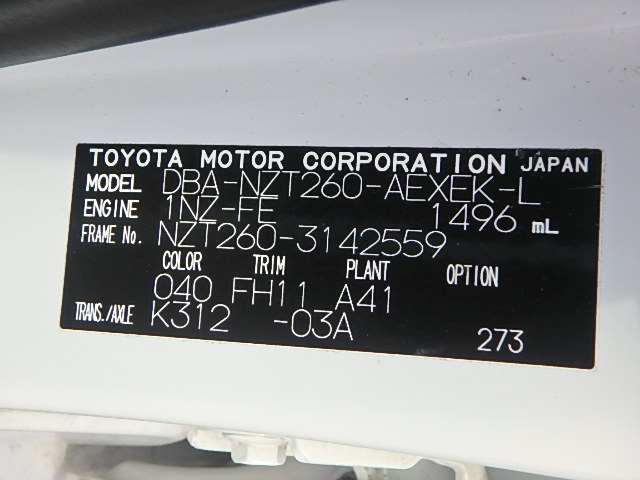 TOYOTA MOTOR CORPORATION JAPAN
MODEL DBA-NZT260-AEXEK-L
ENGINE 1NZ-FE 1496 mL
FRAME No. NZT260-3142559
COLOR TRIM PLANT OPTION
040 FH11 A41
TRANS./AXLE K312 -03A
273